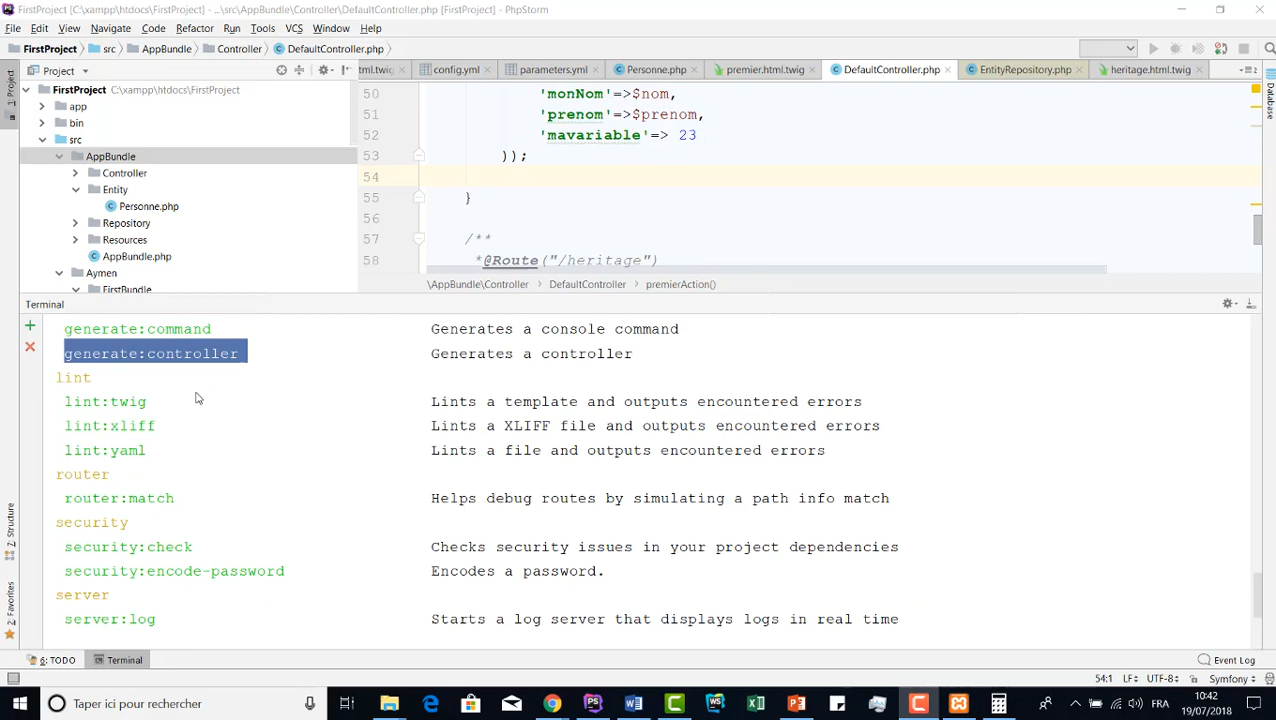 FirstProject [C:\xampp\htdocs\FirstProject] - ...\src\AppBundle\Controller\DefaultController.php [FirstProject] - PhpStorm
File Edit View Navigate Code Refactor Run Tools VCS Window Help
FirstProject src AppBundle Controller DefaultController.php
Project
ml.twig config.yml parameters.yml Personne.php premier.html.twig DefaultController.php EntityRepository.php heritage.html.twig
1: Project
Database
FirstProject C:\xampp\htdocs\FirstProject
app
bin
src
AppBundle
Controller
Entity
Personne.php
Repository
Resources
AppBundle.php
Aymen
FirstBundle
50 'monNom'=>$nom,
51 'prenom'=>$prenom,
52 'mavariable'=> 23
53 ));
54
55 }
56
57 /**
58 *@Route("/heritage")
\AppBundle\Controller DefaultController premierAction()
Terminal
generate:command Generates a console command
generate:controller Generates a controller
lint
lint:twig Lints a template and outputs encountered errors
lint:xliff Lints a XLIFF file and outputs encountered errors
lint:yaml Lints a file and outputs encountered errors
router
router:match Helps debug routes by simulating a path info match
security
security:check Checks security issues in your project dependencies
security:encode-password Encodes a password.
server
server:log Starts a log server that displays logs in real time
7: Structure
2: Favorites
6: TODO Terminal Event Log
54:1 LF: UTF-8: Symfony:
Taper ici pour rechercher
FRA
10:42
19/07/2018